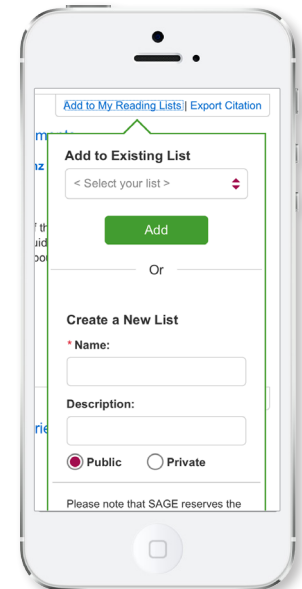 Add to My Reading Lists | Export Citation
Add to Existing List
< Select your list >
Add
Or
Create a New List
* Name:
Description:
Public Private
Please note that SAGE reserves the